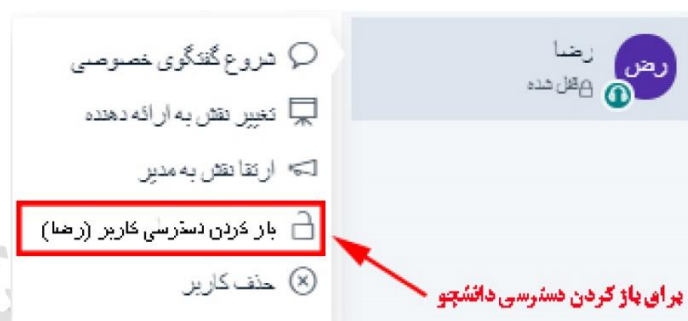 رضا
رض
قفل شده
شروع گفتگوی خصوصی
تغییر نقش به ارائه دهنده
ارتقا نقش به مدیر
باز کردن دسترسی کاربر (رضا)
حذف کاربر
برای باز کردن دسترسی دانشجو